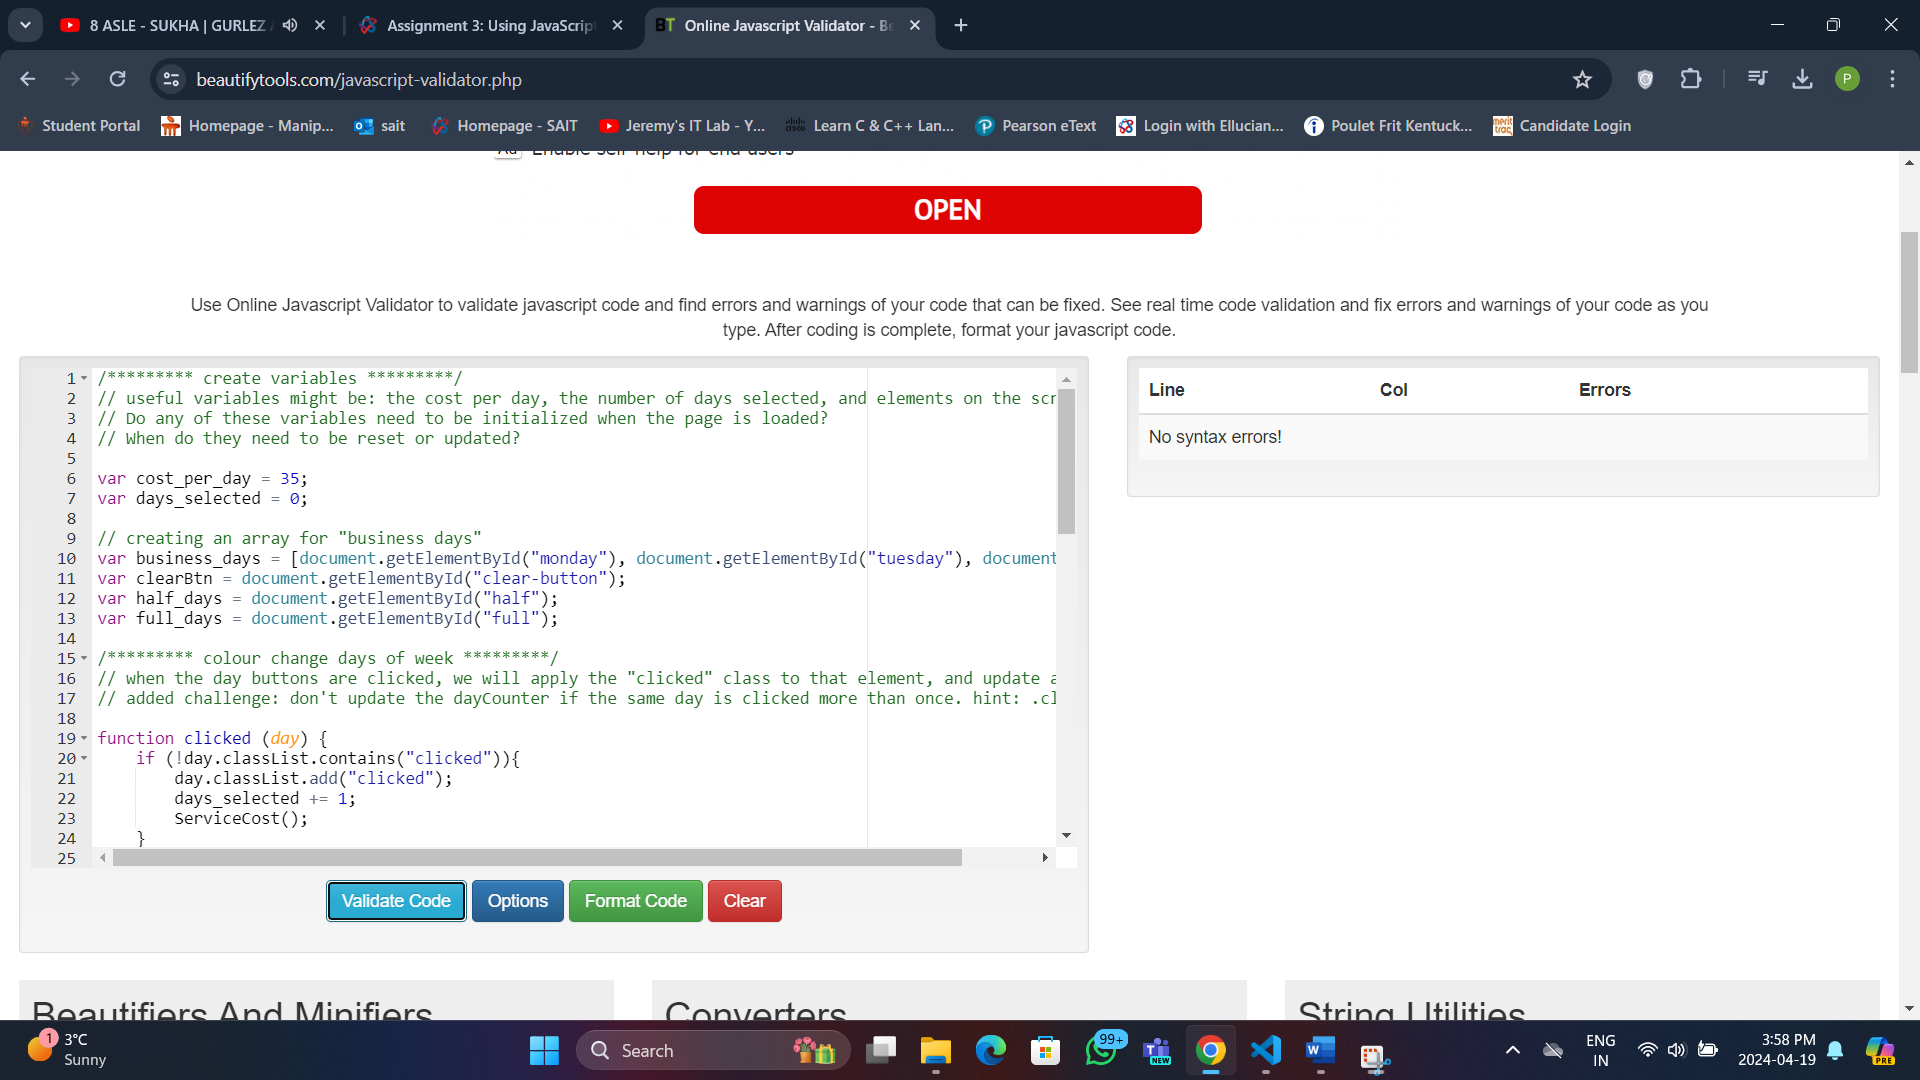 8 ASLE - SUKHA | GURLEZ A
Assignment 3: Using JavaScript
BT Online Javascript Validator - Be
beautifytools.com/javascript-validator.php
P
Student Portal
Homepage - Manip...
sait
Homepage - SAIT
Jeremy's IT Lab - Y...
Learn C & C++ Lan...
Pearson eText
Login with Ellucian...
Poulet Frit Kentuck...
Candidate Login
Ad Enable self-help for end users
OPEN
Use Online Javascript Validator to validate javascript code and find errors and warnings of your code that can be fixed. See real time code validation and fix errors and warnings of your code as you
type. After coding is complete, format your javascript code.
1 /********* create variables *********/
2 // useful variables might be: the cost per day, the number of days selected, and elements on the scr
3 // Do any of these variables need to be initialized when the page is loaded?
4 // When do they need to be reset or updated?
5
6 var cost_per_day = 35;
7 var days_selected = 0;
8
9 // creating an array for "business days"
10 var business_days = [document.getElementById("monday"), document.getElementById("tuesday"), document
11 var clearBtn = document.getElementById("clear-button");
12 var half_days = document.getElementById("half");
13 var full_days = document.getElementById("full");
14
15 /********* colour change days of week *********/
16 // when the day buttons are clicked, we will apply the "clicked" class to that element, and update a
17 // added challenge: don't update the dayCounter if the same day is clicked more than once. hint: .cl
18
19 function clicked (day) {
20 if (!day.classList.contains("clicked")){
21 day.classList.add("clicked");
22 days_selected += 1;
23 ServiceCost();
24 }
25
Line Col Errors
No syntax errors!
Validate Code
Options
Format Code
Clear
Beautifiers And Minifiers
Converters
String Utilities
1
3°C
Sunny
Search
99+
NEW
ENG
IN
3:58 PM
2024-04-19
PRE